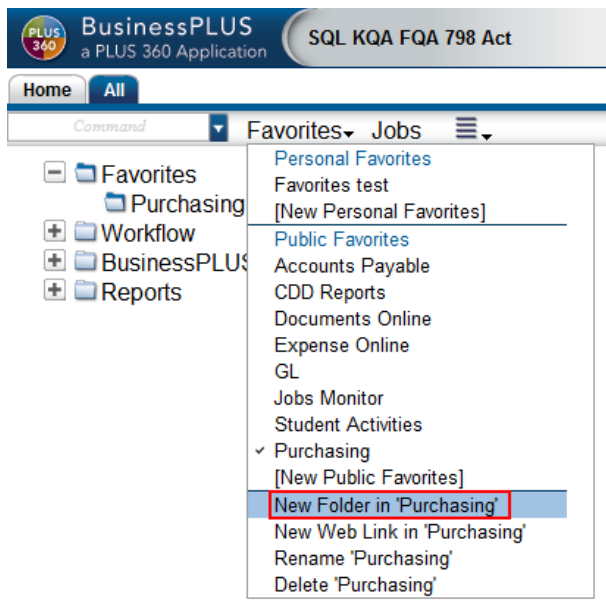 PLUS 360
BusinessPLUS
a PLUS 360 Application
SQL KQA FQA 798 Act
Home All
Command Favorites Jobs
Favorites
Purchasing
Workflow
BusinessPLUS
Reports
Personal Favorites
Favorites test
[New Personal Favorites]
Public Favorites
Accounts Payable
CDD Reports
Documents Online
Expense Online
GL
Jobs Monitor
Student Activities
Purchasing
[New Public Favorites]
New Folder in 'Purchasing'
New Web Link in 'Purchasing'
Rename 'Purchasing'
Delete 'Purchasing'